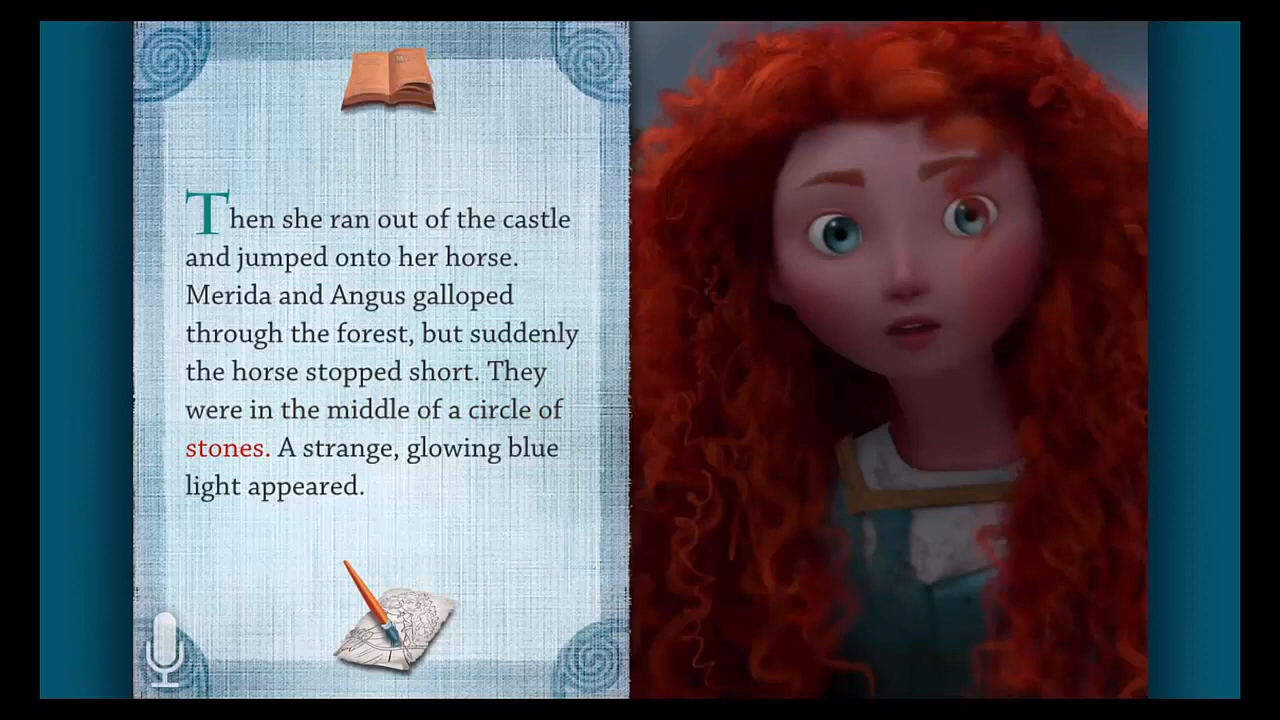 Then she ran out of the castle
and jumped onto her horse.
Merida and Angus galloped
through the forest, but suddenly
the horse stopped short. They
were in the middle of a circle of
stones. A strange, glowing blue
light appeared.